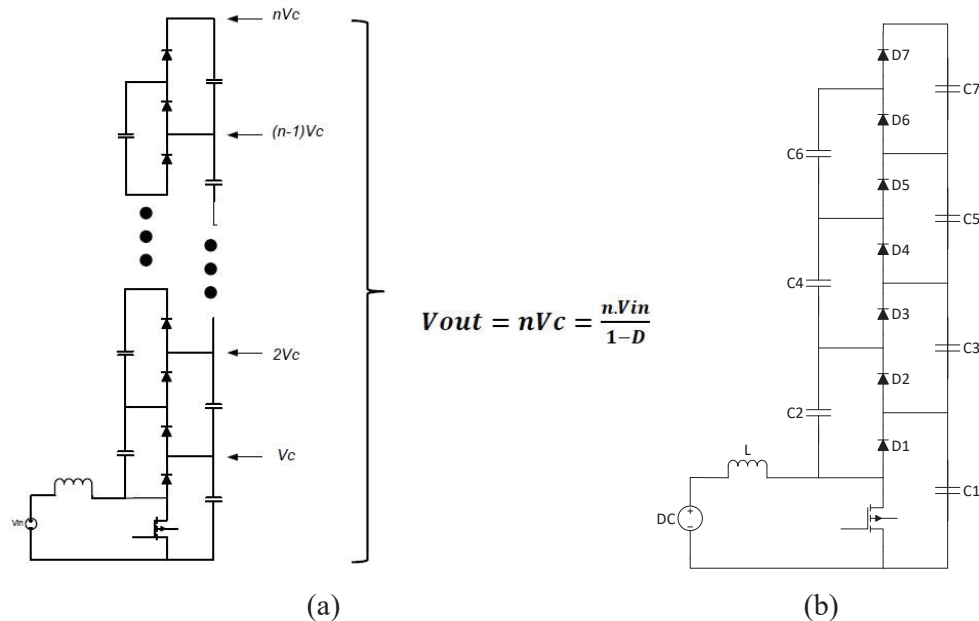 nVc
(n-1)Vc
2Vc
Vc
Vin
Vout = nVc = n.Vin / 1−D
(a)
D7
C7
D6
C6
D5
C5
D4
C4
D3
C3
D2
C2
D1
L
C1
DC
(b)